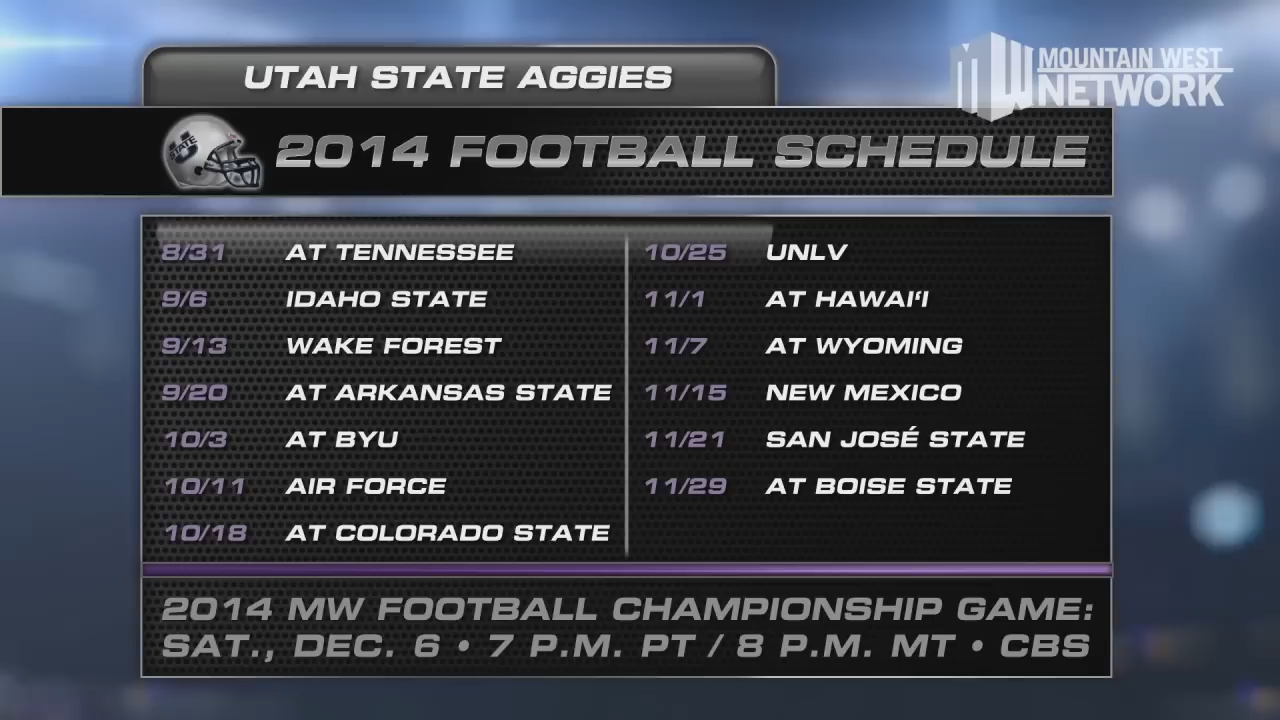 UTAH STATE AGGIES
MOUNTAIN WEST
NETWORK
U STATE
2014 FOOTBALL SCHEDULE
8/31 AT TENNESSEE
9/6 IDAHO STATE
9/13 WAKE FOREST
9/20 AT ARKANSAS STATE
10/3 AT BYU
10/11 AIR FORCE
10/18 AT COLORADO STATE
10/25 UNLV
11/1 AT HAWAI‘I
11/7 AT WYOMING
11/15 NEW MEXICO
11/21 SAN JOSÉ STATE
11/29 AT BOISE STATE
2014 MW FOOTBALL CHAMPIONSHIP GAME:
SAT., DEC. 6 • 7 P.M. PT / 8 P.M. MT • CBS